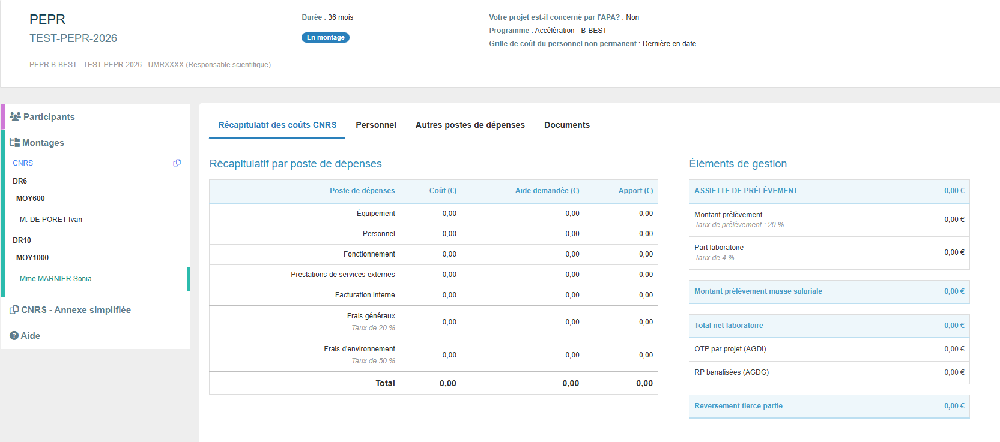 PEPR
TEST-PEPR-2026
PEPR B-BEST - TEST-PEPR-2026 - UMRXXXX (Responsable scientifique)
Durée : 36 mois
En montage
Votre projet est-il concerné par l'APA? : Non
Programme : Accélération - B-BEST
Grille de coût du personnel non permanent : Dernière en date
Participants
Montages
CNRS
DR6
MOY600
M. DE PORET Ivan
DR10
MOY1000
Mme MARNIER Sonia
CNRS - Annexe simplifiée
Aide
Récapitulatif des coûts CNRS Personnel Autres postes de dépenses Documents
Récapitulatif par poste de dépenses
Poste de dépenses Coût (€) Aide demandée (€) Apport (€)
Équipement 0,00 0,00 0,00
Personnel 0,00 0,00 0,00
Fonctionnement 0,00 0,00 0,00
Prestations de services externes 0,00 0,00 0,00
Facturation interne 0,00 0,00 0,00
Frais généraux 0,00 0,00 0,00
Taux de 20 %
Frais d'environnement 0,00 0,00 0,00
Taux de 50 %
Total 0,00 0,00 0,00
Éléments de gestion
ASSIETTE DE PRÉLÈVEMENT 0,00 €
Montant prélèvement 0,00 €
Taux de prélèvement : 20 %
Part laboratoire 0,00 €
Taux de 4 %
Montant prélèvement masse salariale 0,00 €
Total net laboratoire 0,00 €
OTP par projet (AGDI) 0,00 €
RP banalisées (AGDG) 0,00 €
Reversement tierce partie 0,00 €